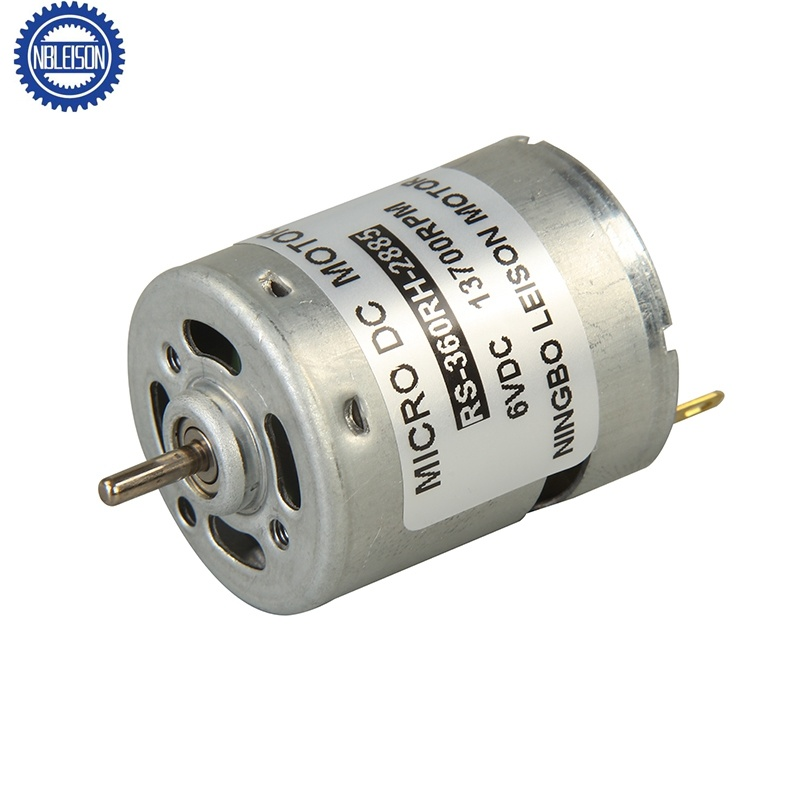 NBLEISON
MICRO DC MOTOR
RS-360RH-2885
6VDC 13700RPM
NINGBO LEISON MOTOR